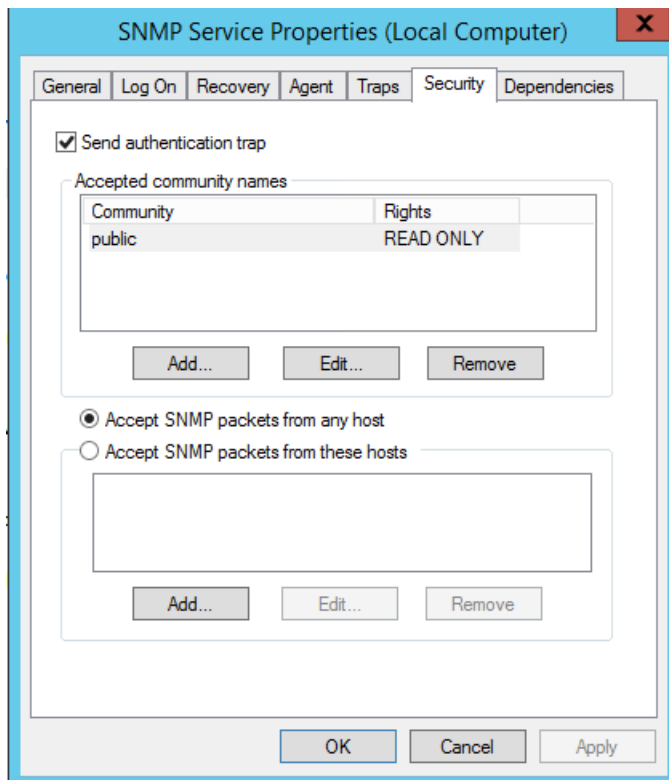 SNMP Service Properties (Local Computer)
X
General Log On Recovery Agent Traps Security Dependencies
Send authentication trap
Accepted community names
Community Rights
public READ ONLY
Add... Edit... Remove
Accept SNMP packets from any host
Accept SNMP packets from these hosts
Add... Edit... Remove
OK Cancel Apply